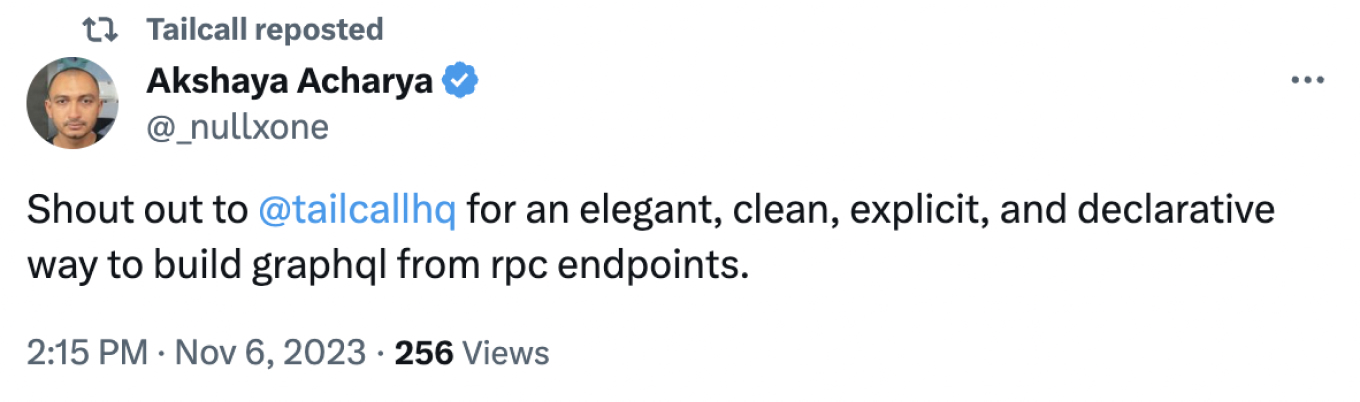 Tailcall reposted
Akshaya Acharya
@_nullxone
Shout out to @tailcallhq for an elegant, clean, explicit, and declarative
way to build graphql from rpc endpoints.
2:15 PM · Nov 6, 2023 · 256 Views